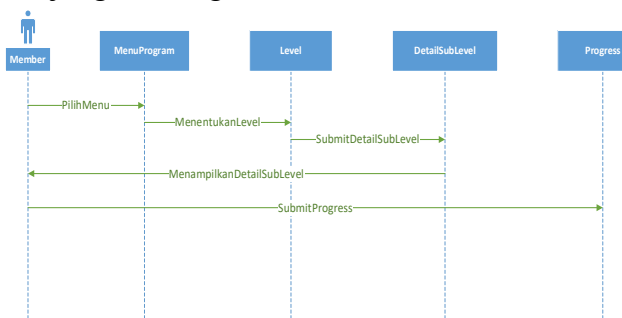 Member
MenuProgram
Level
DetailSubLevel
Progress
PilihMenu
MenentukanLevel
SubmitDetailSubLevel
MenampilkanDetailSubLevel
SubmitProgress